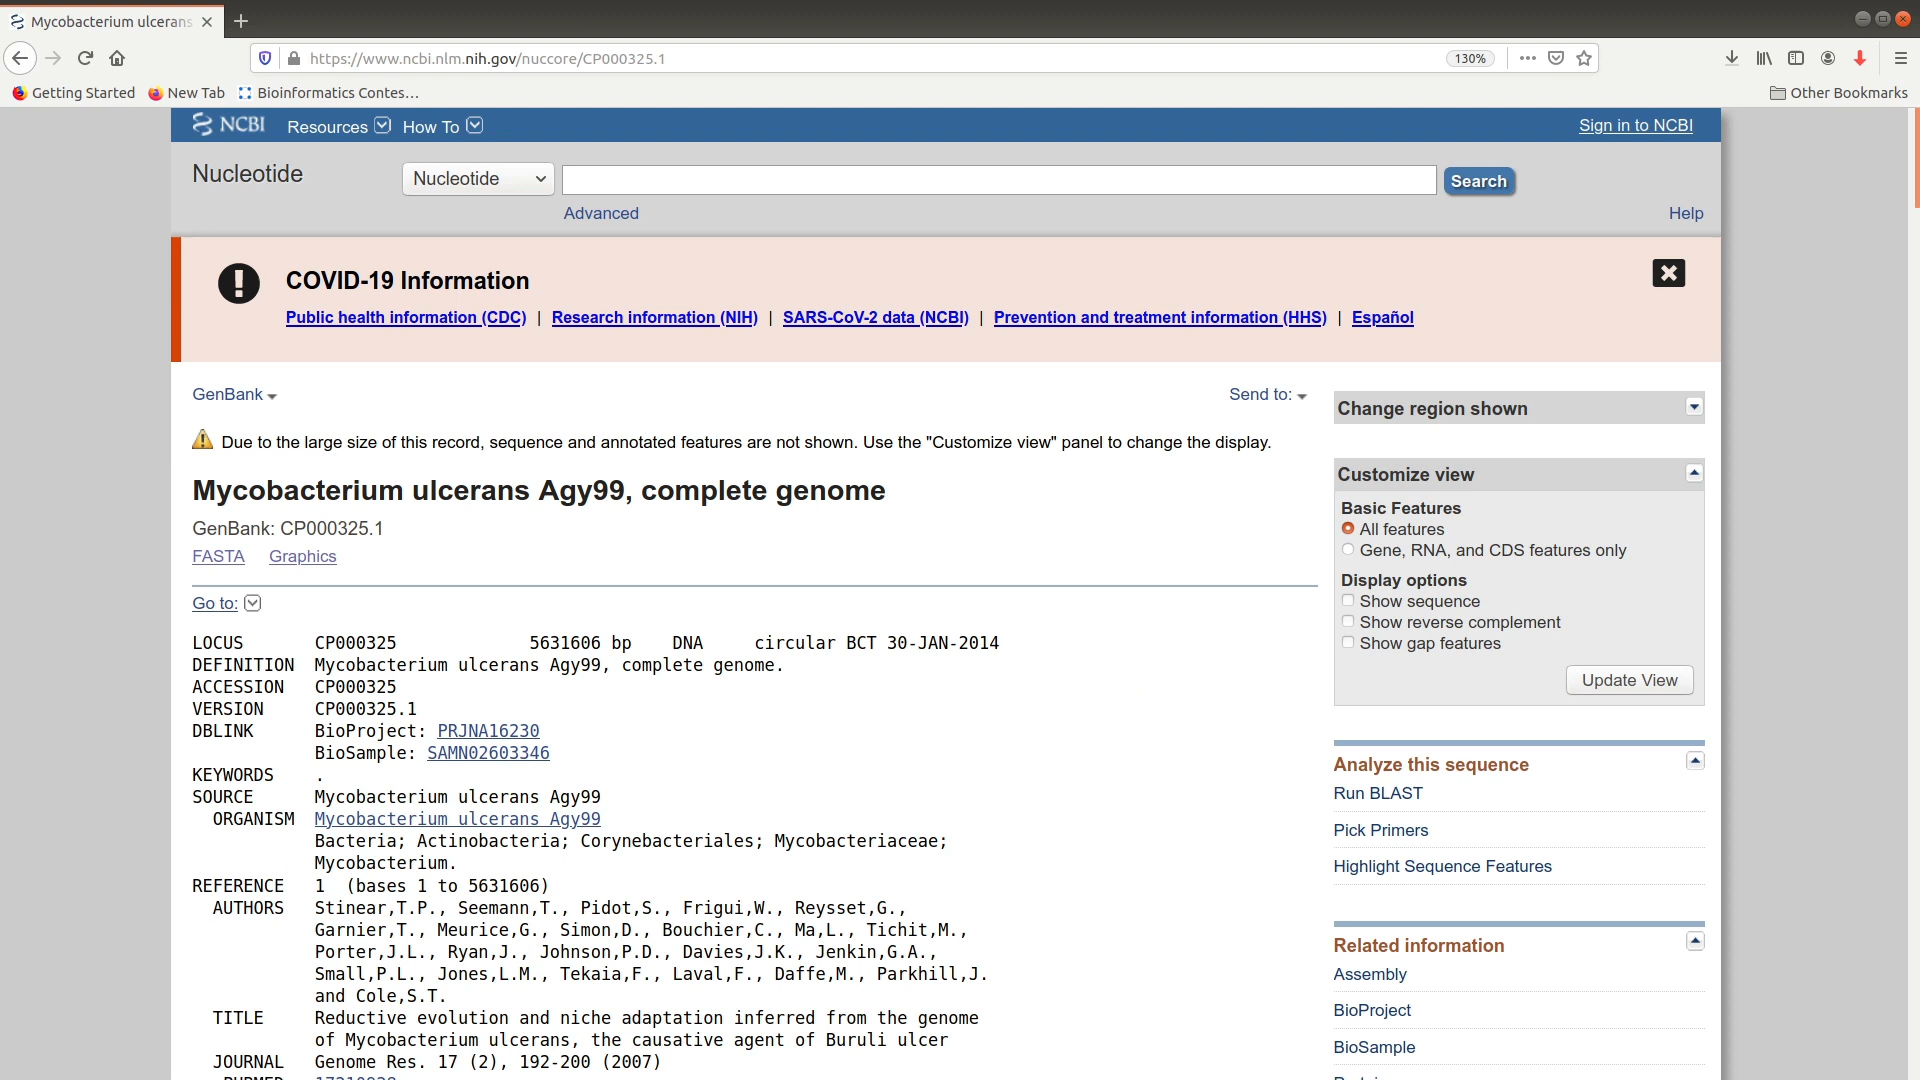 Mycobacterium ulcerans
https://www.ncbi.nlm.nih.gov/nuccore/CP000325.1
130%
Getting Started New Tab Bioinformatics Contes… Other Bookmarks
NCBI Resources How To Sign in to NCBI
Nucleotide Nucleotide Search
Advanced Help
COVID-19 Information
Public health information (CDC) | Research information (NIH) | SARS-CoV-2 data (NCBI) | Prevention and treatment information (HHS) | Español
GenBank Send to:
Due to the large size of this record, sequence and annotated features are not shown. Use the "Customize view" panel to change the display.
Mycobacterium ulcerans Agy99, complete genome
GenBank: CP000325.1
FASTA Graphics
Go to:
LOCUS CP000325 5631606 bp DNA circular BCT 30-JAN-2014
DEFINITION Mycobacterium ulcerans Agy99, complete genome.
ACCESSION CP000325
VERSION CP000325.1
DBLINK BioProject: PRJNA16230
BioSample: SAMN02603346
KEYWORDS .
SOURCE Mycobacterium ulcerans Agy99
ORGANISM Mycobacterium ulcerans Agy99
Bacteria; Actinobacteria; Corynebacteriales; Mycobacteriaceae;
Mycobacterium.
REFERENCE 1 (bases 1 to 5631606)
AUTHORS Stinear,T.P., Seemann,T., Pidot,S., Frigui,W., Reysset,G.,
Garnier,T., Meurice,G., Simon,D., Bouchier,C., Ma,L., Tichit,M.,
Porter,J.L., Ryan,J., Johnson,P.D., Davies,J.K., Jenkin,G.A.,
Small,P.L., Jones,L.M., Tekaia,F., Laval,F., Daffe,M., Parkhill,J.
and Cole,S.T.
TITLE Reductive evolution and niche adaptation inferred from the genome
of Mycobacterium ulcerans, the causative agent of Buruli ulcer
JOURNAL Genome Res. 17 (2), 192-200 (2007)
Change region shown
Customize view
Basic Features
All features
Gene, RNA, and CDS features only
Display options
Show sequence
Show reverse complement
Show gap features
Update View
Analyze this sequence
Run BLAST
Pick Primers
Highlight Sequence Features
Related information
Assembly
BioProject
BioSample